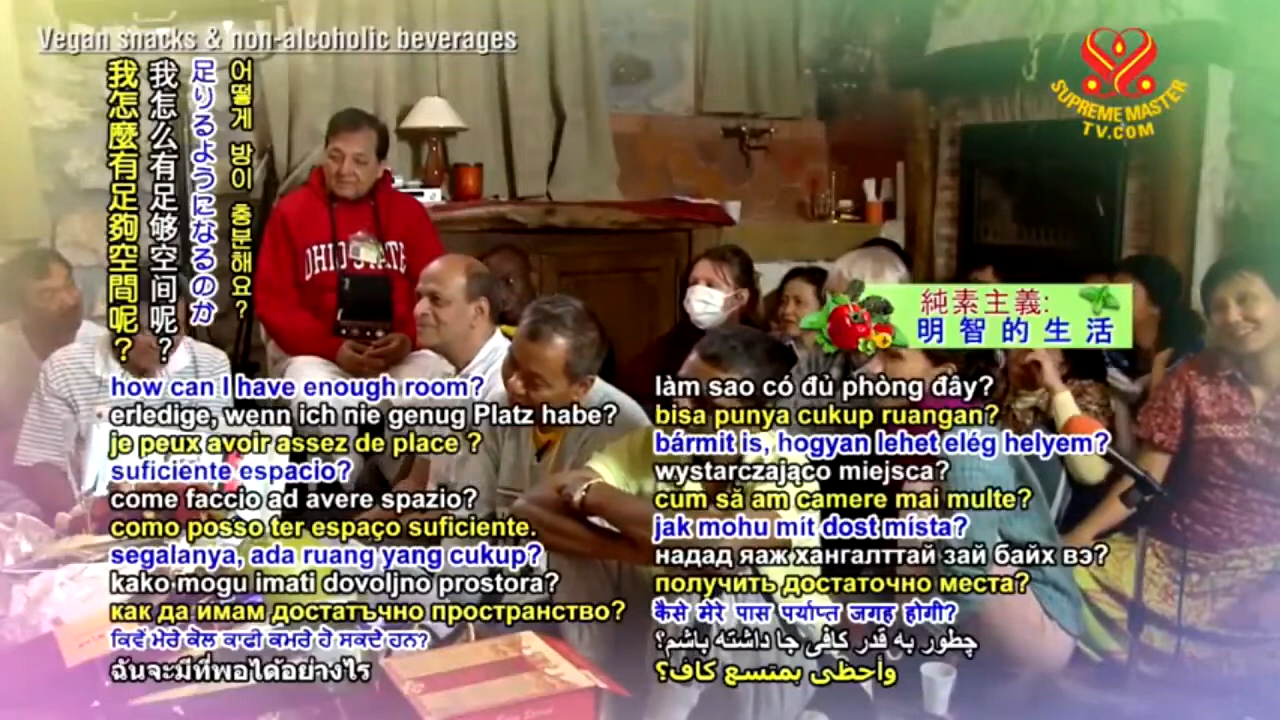 Vegan snacks & non-alcoholic beverages
SUPREME MASTER
TV.COM
어떻게 방이 충분해요?
足りるようになるのか
我怎么有足够空间呢?
我怎麼有足夠空間呢?
OHIO STATE
純素主義:
明智的生活
how can I have enough room?
erledige, wenn ich nie genug Platz habe?
je peux avoir assez de place ?
suficiente espacio?
come faccio ad avere spazio?
como posso ter espaço suficiente.
segalanya, ada ruang yang cukup?
kako mogu imati dovoljno prostora?
как да имам достатъчно пространство?
ਕਿਵੇਂ ਮੇਰੇ ਕੋਲ ਕਾਫੀ ਕਮਰੇ ਹੋ ਸਕਦੇ ਹਨ?
ฉันจะมีที่พอได้อย่างไร
làm sao có đủ phòng đây?
bisa punya cukup ruangan?
bármit is, hogyan lehet elég helyem?
wystarczająco miejsca?
cum să am camere mai multe?
jak mohu mít dost místa?
надад яаж хангалттай зай байх вэ?
получить достаточно места?
कैसे मेरे पास पर्याप्त जगह होगी?
چطور به قدر کافی جا داشته باشم؟
وأحظى بمتسع كاف؟